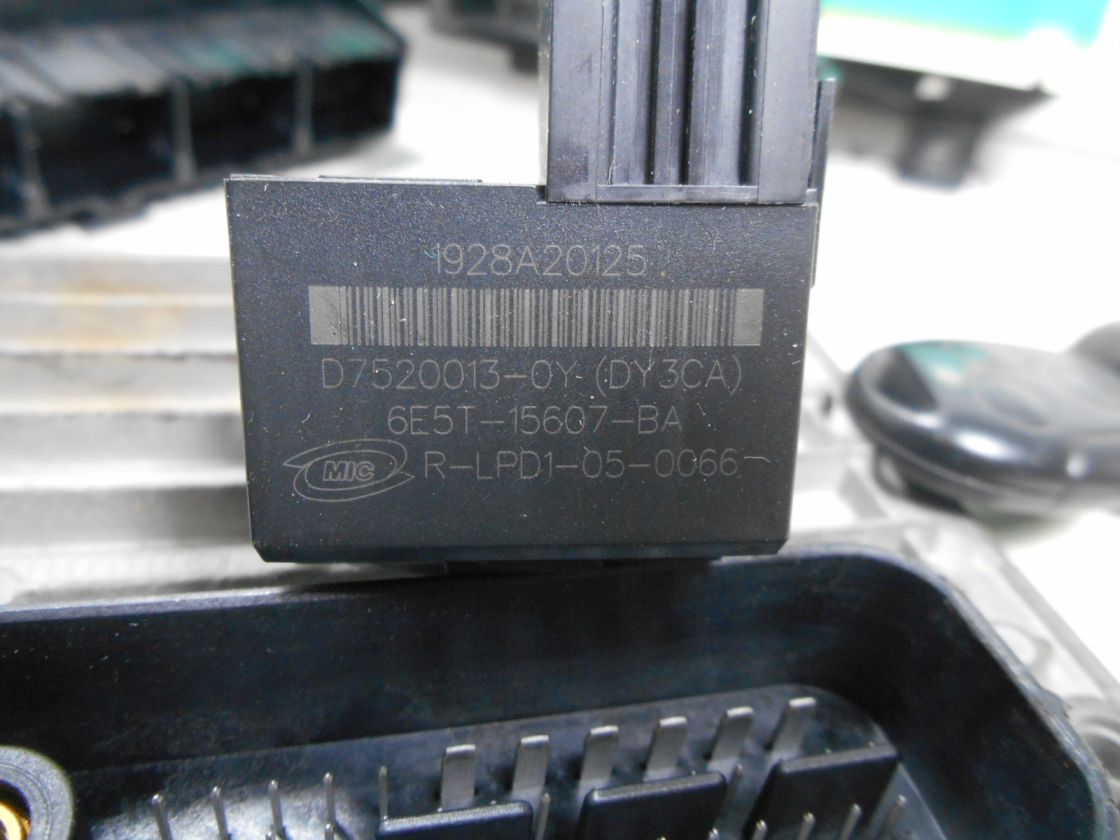 1928A20125
D7520013-0Y (DY3CA)
6E5T-15607-BA
MIC R-LPD1-05-0066